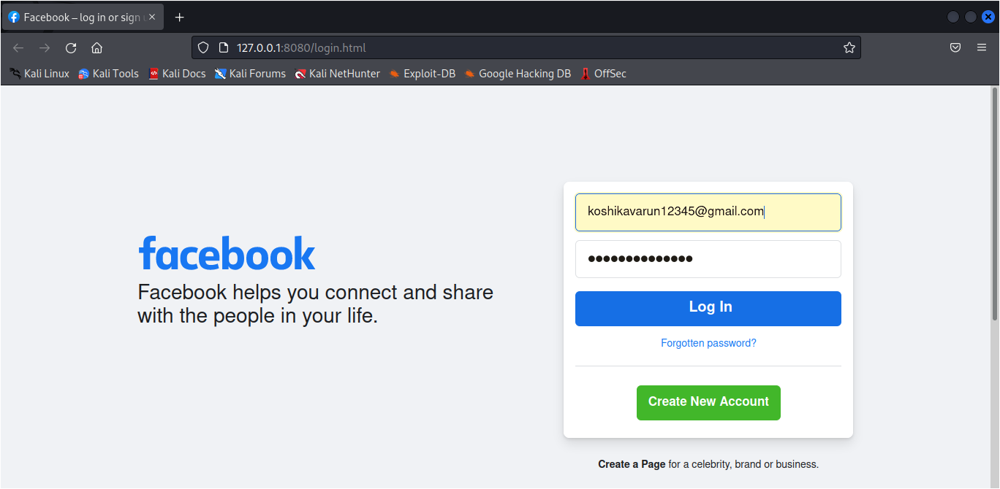 Facebook – log in or sign u
127.0.0.1:8080/login.html
Kali Linux Kali Tools Kali Docs Kali Forums Kali NetHunter Exploit-DB Google Hacking DB OffSec
koshikavarun12345@gmail.com
facebook
Facebook helps you connect and share
with the people in your life.
Log In
Forgotten password?
Create New Account
Create a Page for a celebrity, brand or business.